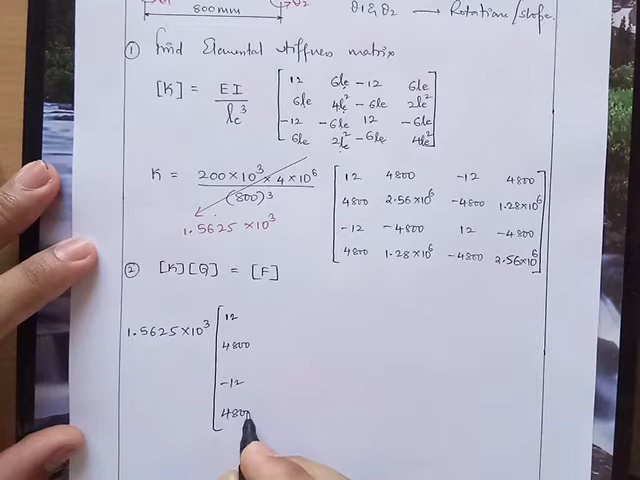 θ1 θ2
800mm θ1 & θ2 → Rotation/slope.
① Find Elemental stiffness matrix
[K] = EI / le³ [ 12 6le -12 6le
6le 4le² -6le 2le²
-12 -6le 12 -6le
6le 2le² -6le 4le² ]
K = 200×10³ × 4×10⁶ / (800)³ [ 12 4800 -12 4800
4800 2.56×10⁶ -4800 1.28×10⁶
-12 -4800 12 -4800
4800 1.28×10⁶ -4800 2.56×10⁶ ]
1.5625 ×10³
② [K][Q] = [F]
1.5625×10³ [ 12
4800
-12
4800